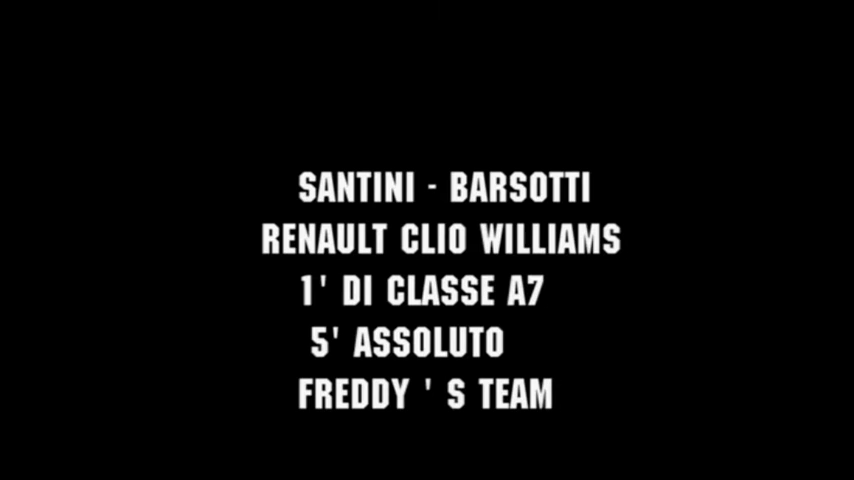 SANTINI - BARSOTTI
RENAULT CLIO WILLIAMS
1' DI CLASSE A7
5' ASSOLUTO
FREDDY ' S TEAM